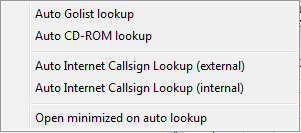 Auto Golist lookup
Auto CD-ROM lookup
Auto Internet Callsign Lookup (external)
Auto Internet Callsign Lookup (internal)
Open minimized on auto lookup